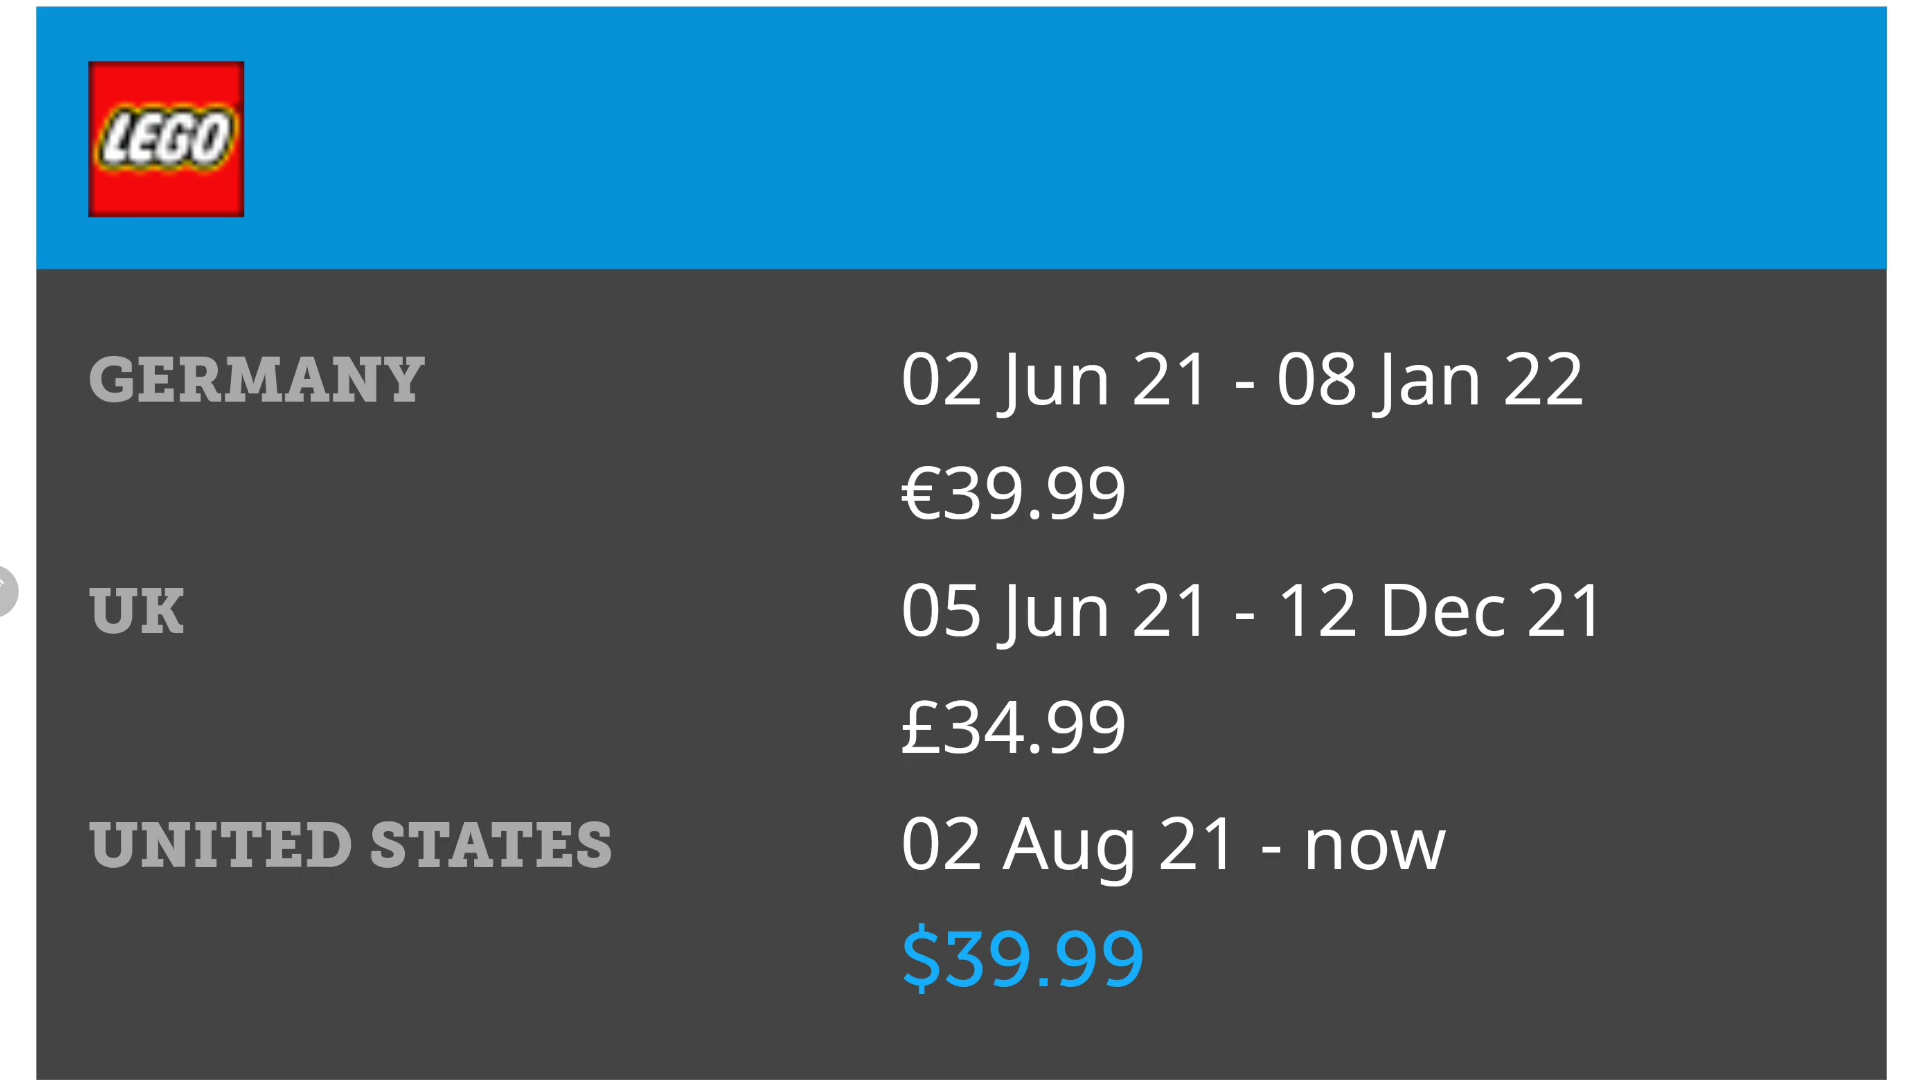 LEGO
GERMANY 02 Jun 21 - 08 Jan 22
€39.99
UK 05 Jun 21 - 12 Dec 21
£34.99
UNITED STATES 02 Aug 21 - now
$39.99